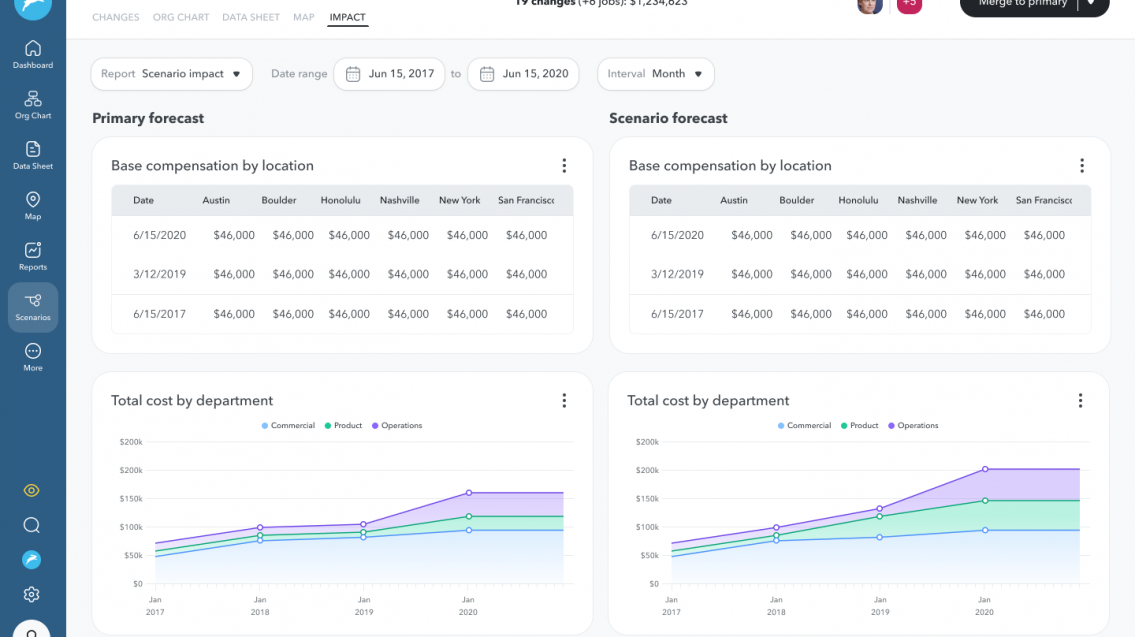 19 changes (+6 jobs): $1,234,623
+5
Merge to primary
CHANGES ORG CHART DATA SHEET MAP IMPACT
Dashboard
Org Chart
Data Sheet
Map
Reports
Scenarios
More
Report Scenario impact
Date range Jun 15, 2017 to Jun 15, 2020
Interval Month
Primary forecast
Base compensation by location
Date Austin Boulder Honolulu Nashville New York San Francisc
6/15/2020 $46,000 $46,000 $46,000 $46,000 $46,000 $46,000
3/12/2019 $46,000 $46,000 $46,000 $46,000 $46,000 $46,000
6/15/2017 $46,000 $46,000 $46,000 $46,000 $46,000 $46,000
Total cost by department
Commercial Product Operations
$200k
$200k
$150k
$100k
$50k
$0
Jan Jan Jan Jan
2017 2018 2019 2020
Scenario forecast
Base compensation by location
Date Austin Boulder Honolulu Nashville New York San Francisc
6/15/2020 $46,000 $46,000 $46,000 $46,000 $46,000 $46,000
3/12/2019 $46,000 $46,000 $46,000 $46,000 $46,000 $46,000
6/15/2017 $46,000 $46,000 $46,000 $46,000 $46,000 $46,000
Total cost by department
Commercial Product Operations
$200k
$200k
$150k
$100k
$50k
$0
Jan Jan Jan Jan
2017 2018 2019 2020